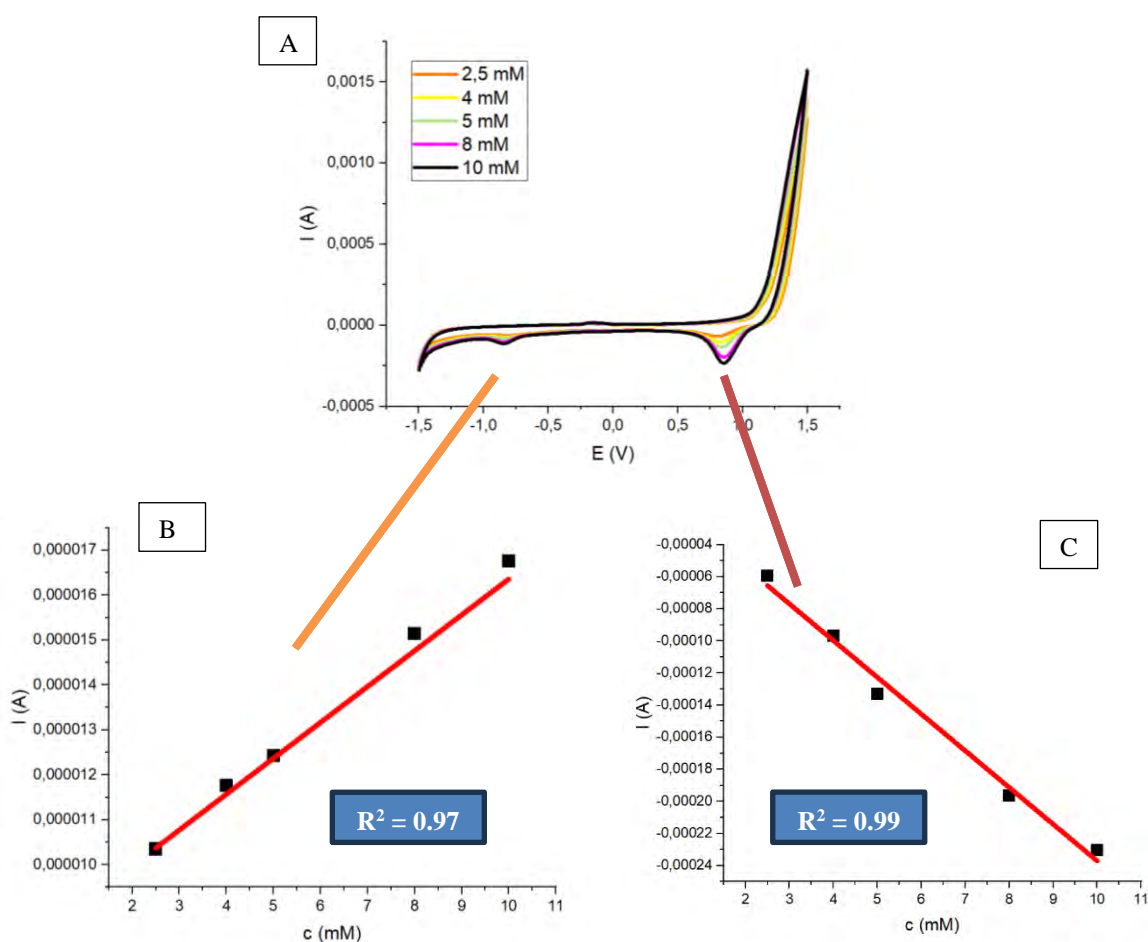 A
2,5 mM
4 mM
5 mM
8 mM
10 mM
0,0015
0,0010
0,0005
0,0000
-0,0005
I (A)
-1,5 -1,0 -0,5 0,0 0,5 1,0 1,5
E (V)
B
0,000017
0,000016
0,000015
0,000014
0,000013
0,000012
0,000011
0,000010
I (A)
R² = 0.97
2 3 4 5 6 7 8 9 10 11
c (mM)
C
-0,00004
-0,00006
-0,00008
-0,00010
-0,00012
-0,00014
-0,00016
-0,00018
-0,00020
-0,00022
-0,00024
I (A)
R² = 0.99
2 3 4 5 6 7 8 9 10 11
c (mM)